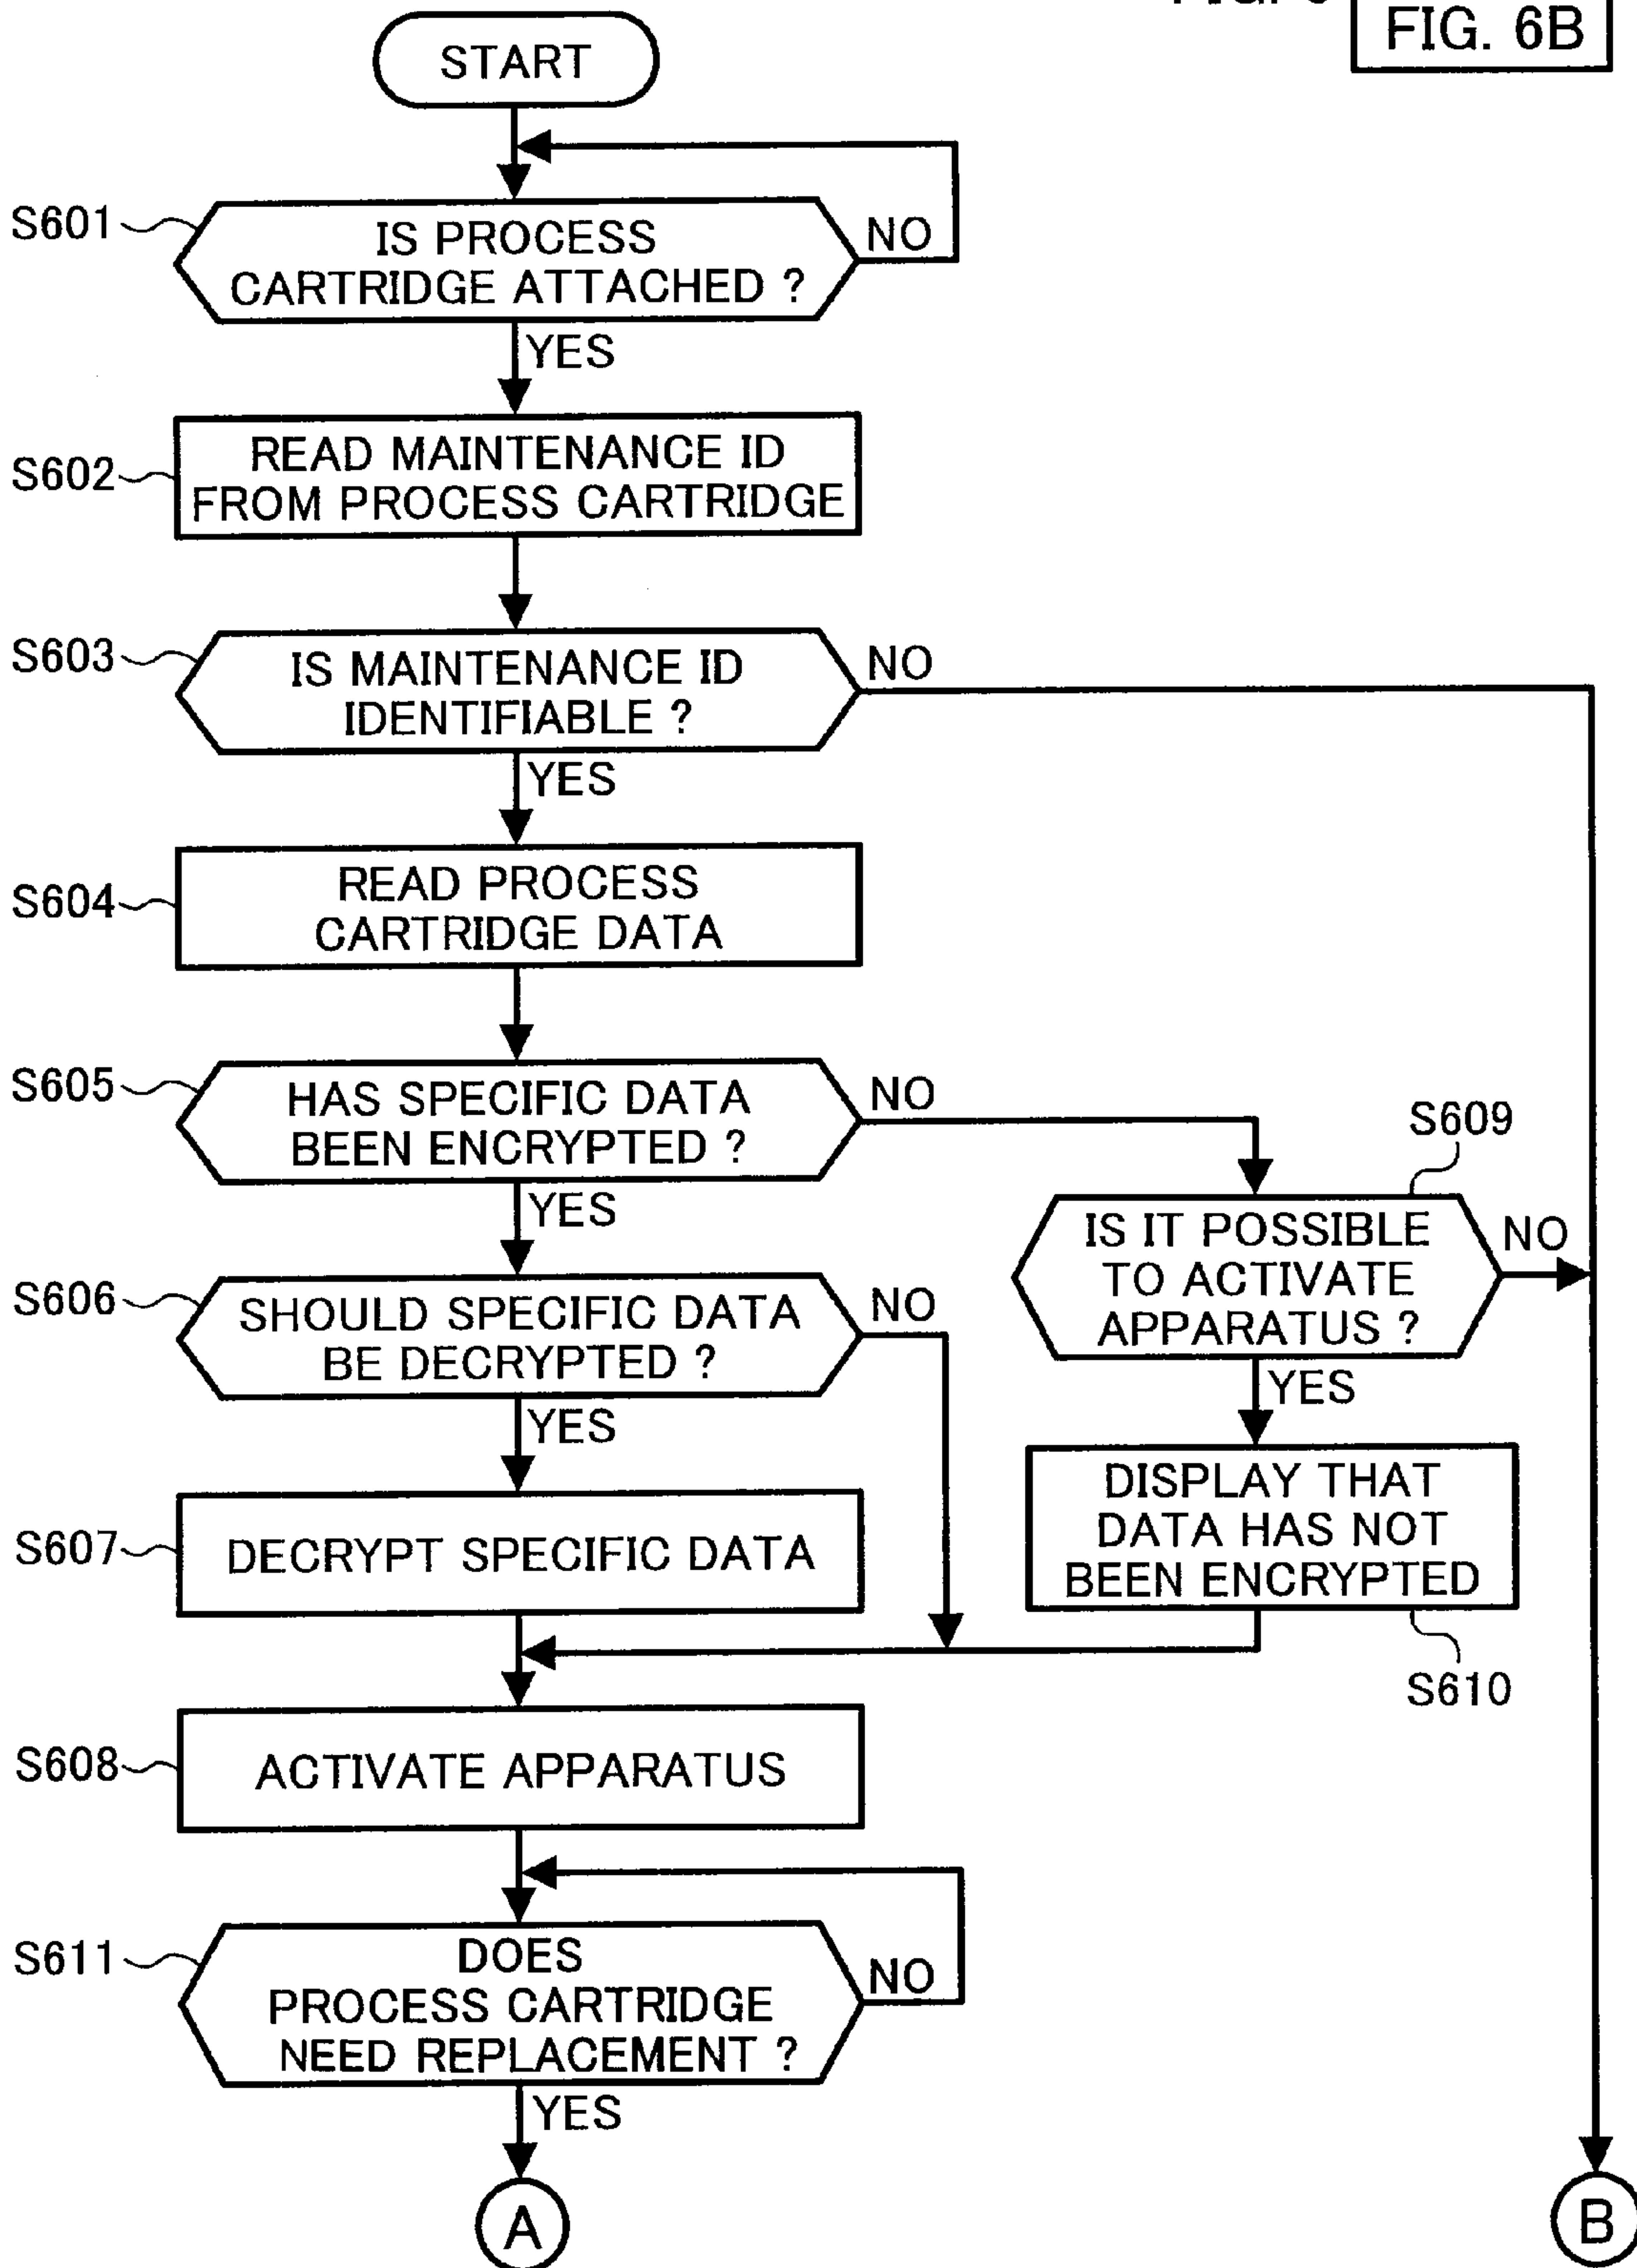 FIG. 6B
START
S601
IS PROCESS
CARTRIDGE ATTACHED ?
NO
YES
S602
READ MAINTENANCE ID
FROM PROCESS CARTRIDGE
S603
IS MAINTENANCE ID
IDENTIFIABLE ?
NO
YES
S604
READ PROCESS
CARTRIDGE DATA
S605
HAS SPECIFIC DATA
BEEN ENCRYPTED ?
NO
YES
S609
IS IT POSSIBLE
TO ACTIVATE
APPARATUS ?
NO
YES
S606
SHOULD SPECIFIC DATA
BE DECRYPTED ?
NO
YES
DISPLAY THAT
DATA HAS NOT
BEEN ENCRYPTED
S610
S607
DECRYPT SPECIFIC DATA
S608
ACTIVATE APPARATUS
S611
DOES
PROCESS CARTRIDGE
NEED REPLACEMENT ?
NO
YES
A
B